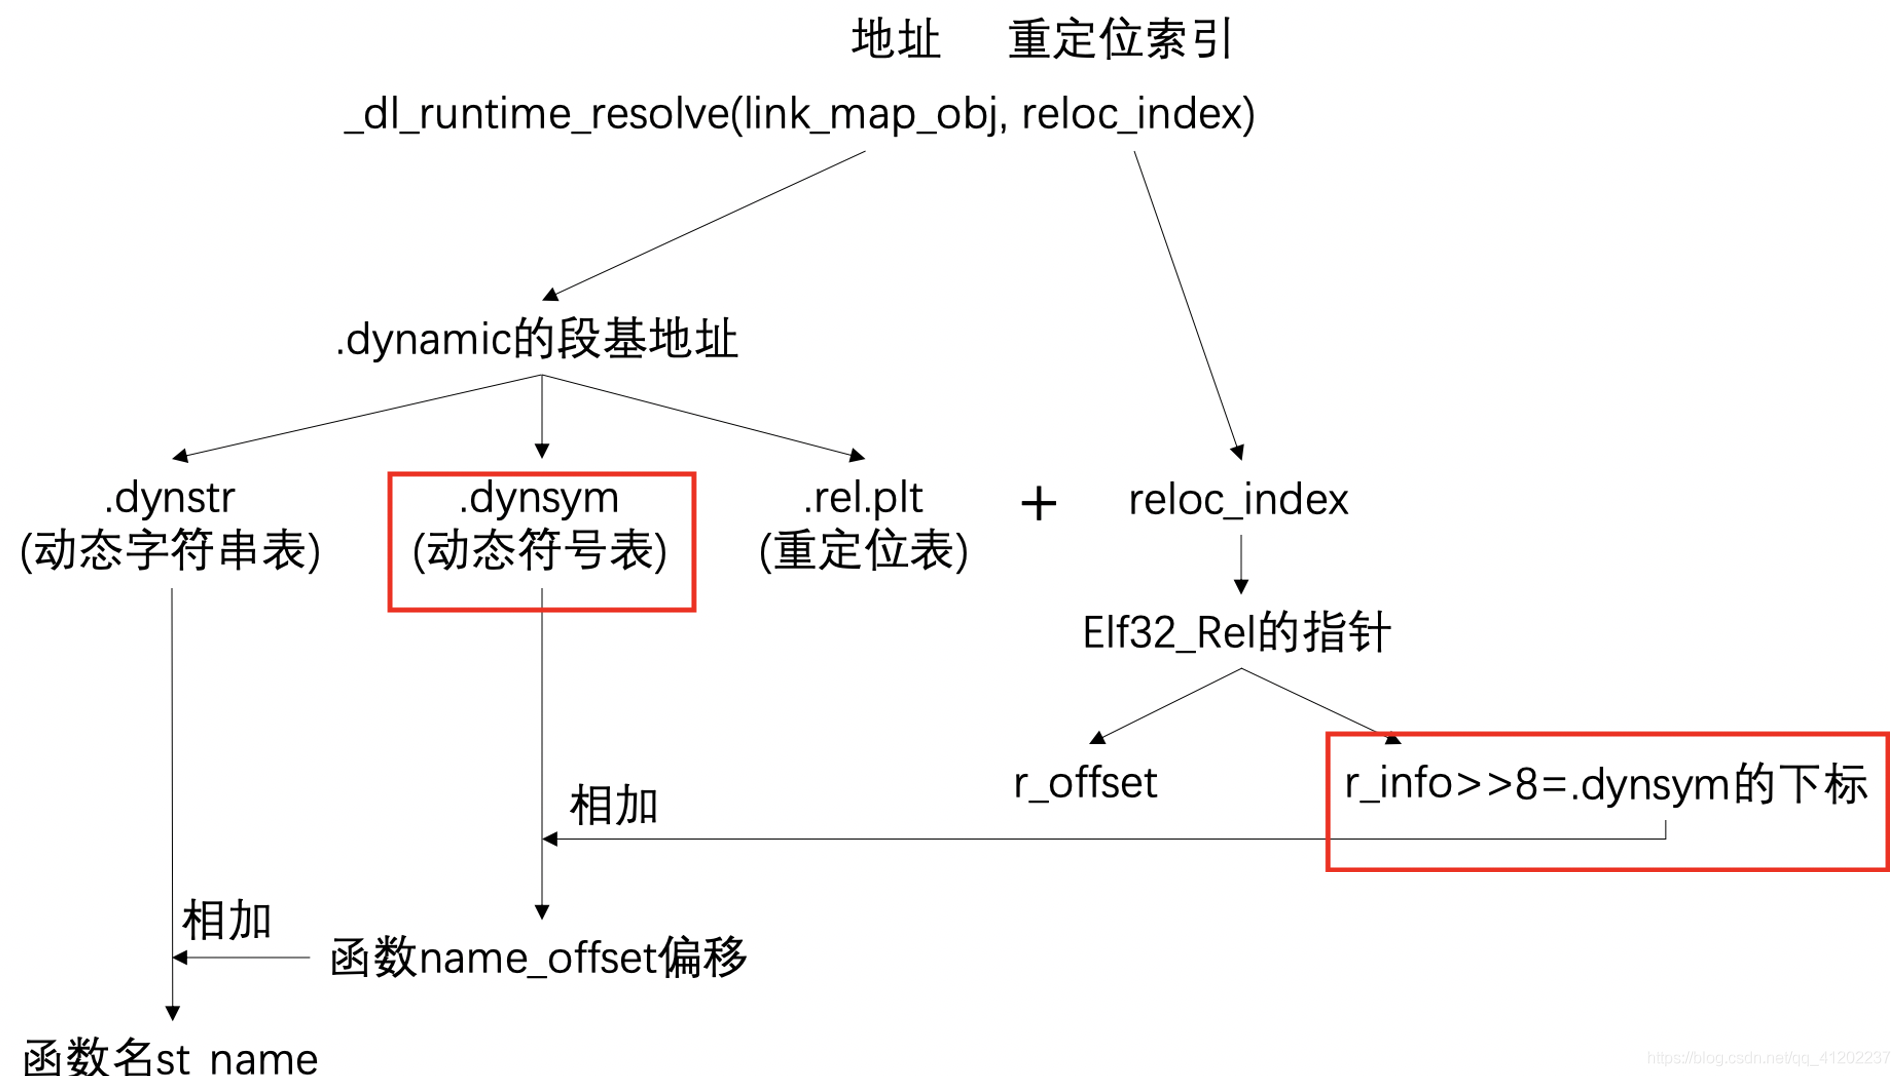 地址 重定位索引
_dl_runtime_resolve(link_map_obj, reloc_index)
.dynamic的段基地址
.dynstr
(动态字符串表)
.dynsym
(动态符号表)
.rel.plt
(重定位表)
+
reloc_index
Elf32_Rel的指针
r_offset
r_info>>8=.dynsym的下标
相加
相加
函数name_offset偏移
函数名st_name
https://blog.csdn.net/qq_41202237